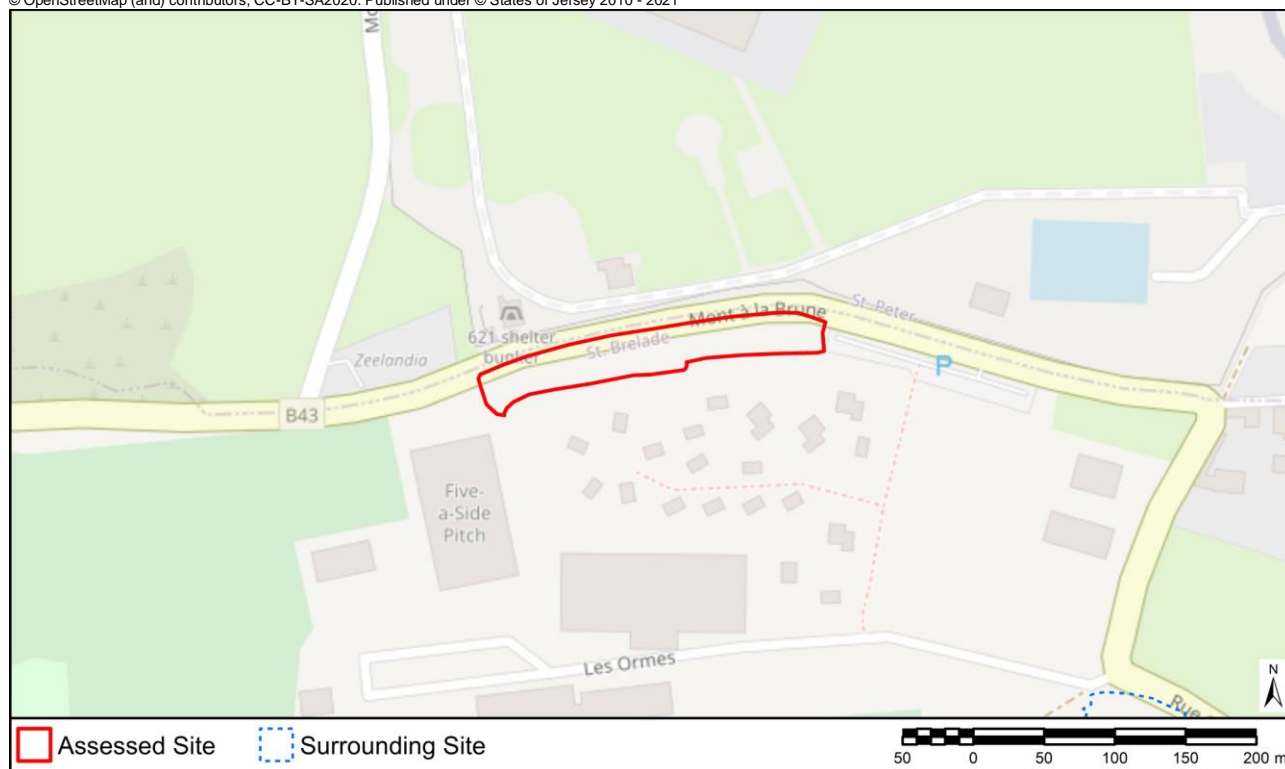 © OpenStreetMap (and) contributors, CC-BY-SA2020. Published under © States of Jersey 2010 - 2021
Mont à la Brune
St. Peter
621 shelter
bunker
St. Brelade
Zeelandia
P
B43
Five-
a-Side
Pitch
Les Ormes
Rue
N
Assessed Site
Surrounding Site
50 0 50 100 150 200 m